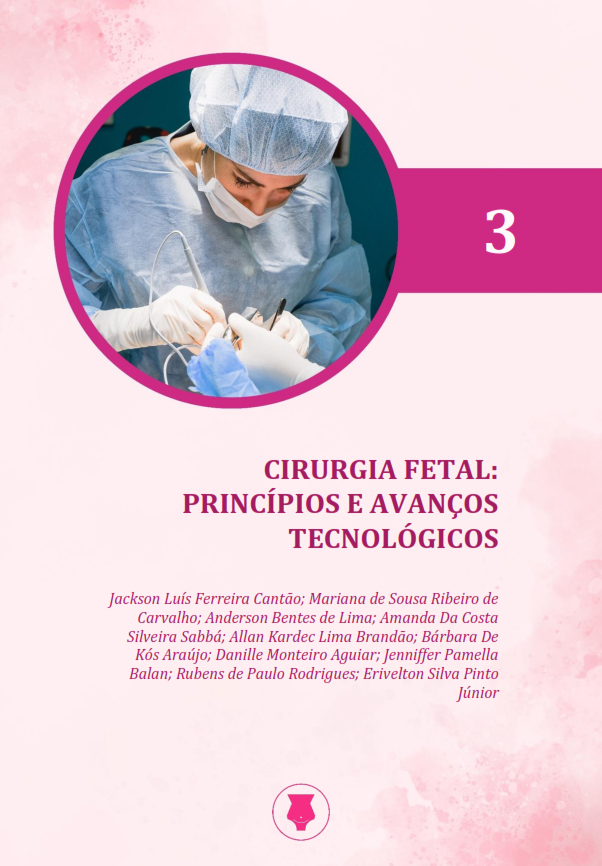 3
CIRURGIA FETAL:
PRINCÍPIOS E AVANÇOS
TECNOLÓGICOS
Jackson Luís Ferreira Cantão; Mariana de Sousa Ribeiro de
Carvalho; Anderson Bentes de Lima; Amanda Da Costa
Silveira Sabbá; Allan Kardec Lima Brandão; Bárbara De
Kós Araújo; Danille Monteiro Aguiar; Jenniffer Pamella
Balan; Rubens de Paulo Rodrigues; Erivelton Silva Pinto
Júnior